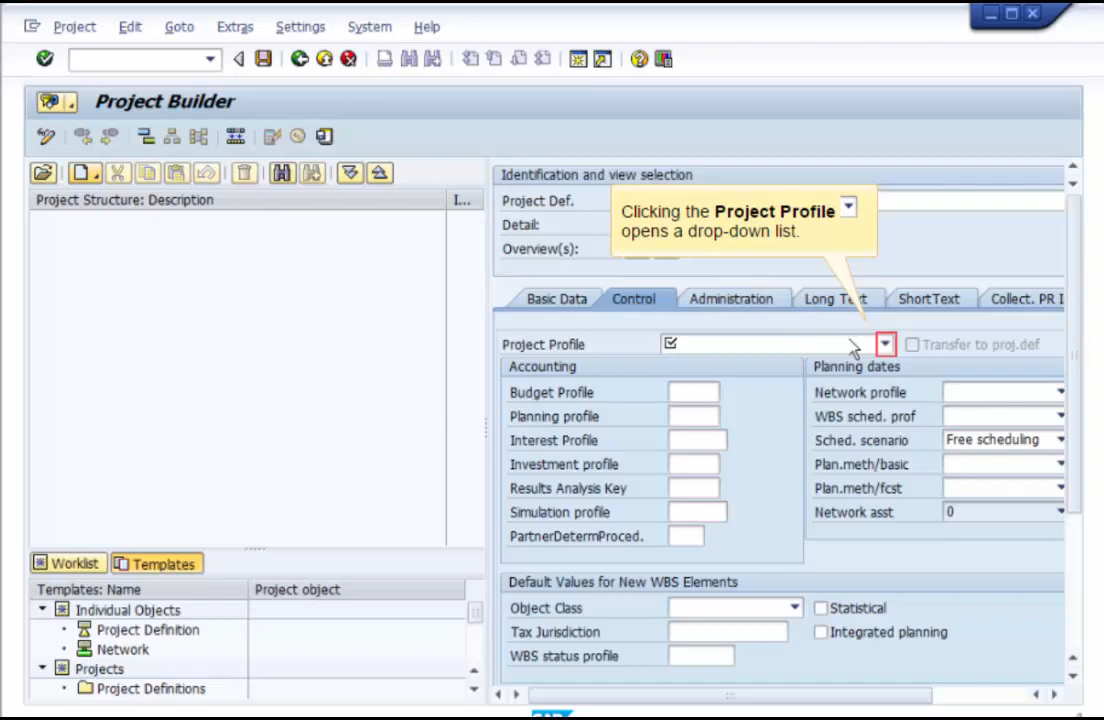 Project Edit Goto Extras Settings System Help
Project Builder
Project Structure: Description I...
Identification and view selection
Project Def.
Detail:
Overview(s):
Clicking the Project Profile
opens a drop-down list.
Basic Data Control Administration Long Text ShortText Collect. PR I
Project Profile Transfer to proj.def
Accounting Planning dates
Budget Profile Network profile
Planning profile WBS sched. prof
Interest Profile Sched. scenario Free scheduling
Investment profile Plan.meth/basic
Results Analysis Key Plan.meth/fcst
Simulation profile Network asst 0
PartnerDetermProced.
Worklist Templates
Default Values for New WBS Elements
Templates: Name Project object
Individual Objects Object Class Statistical
Project Definition Tax Jurisdiction Integrated planning
Network WBS status profile
Projects
Project Definitions
SAP